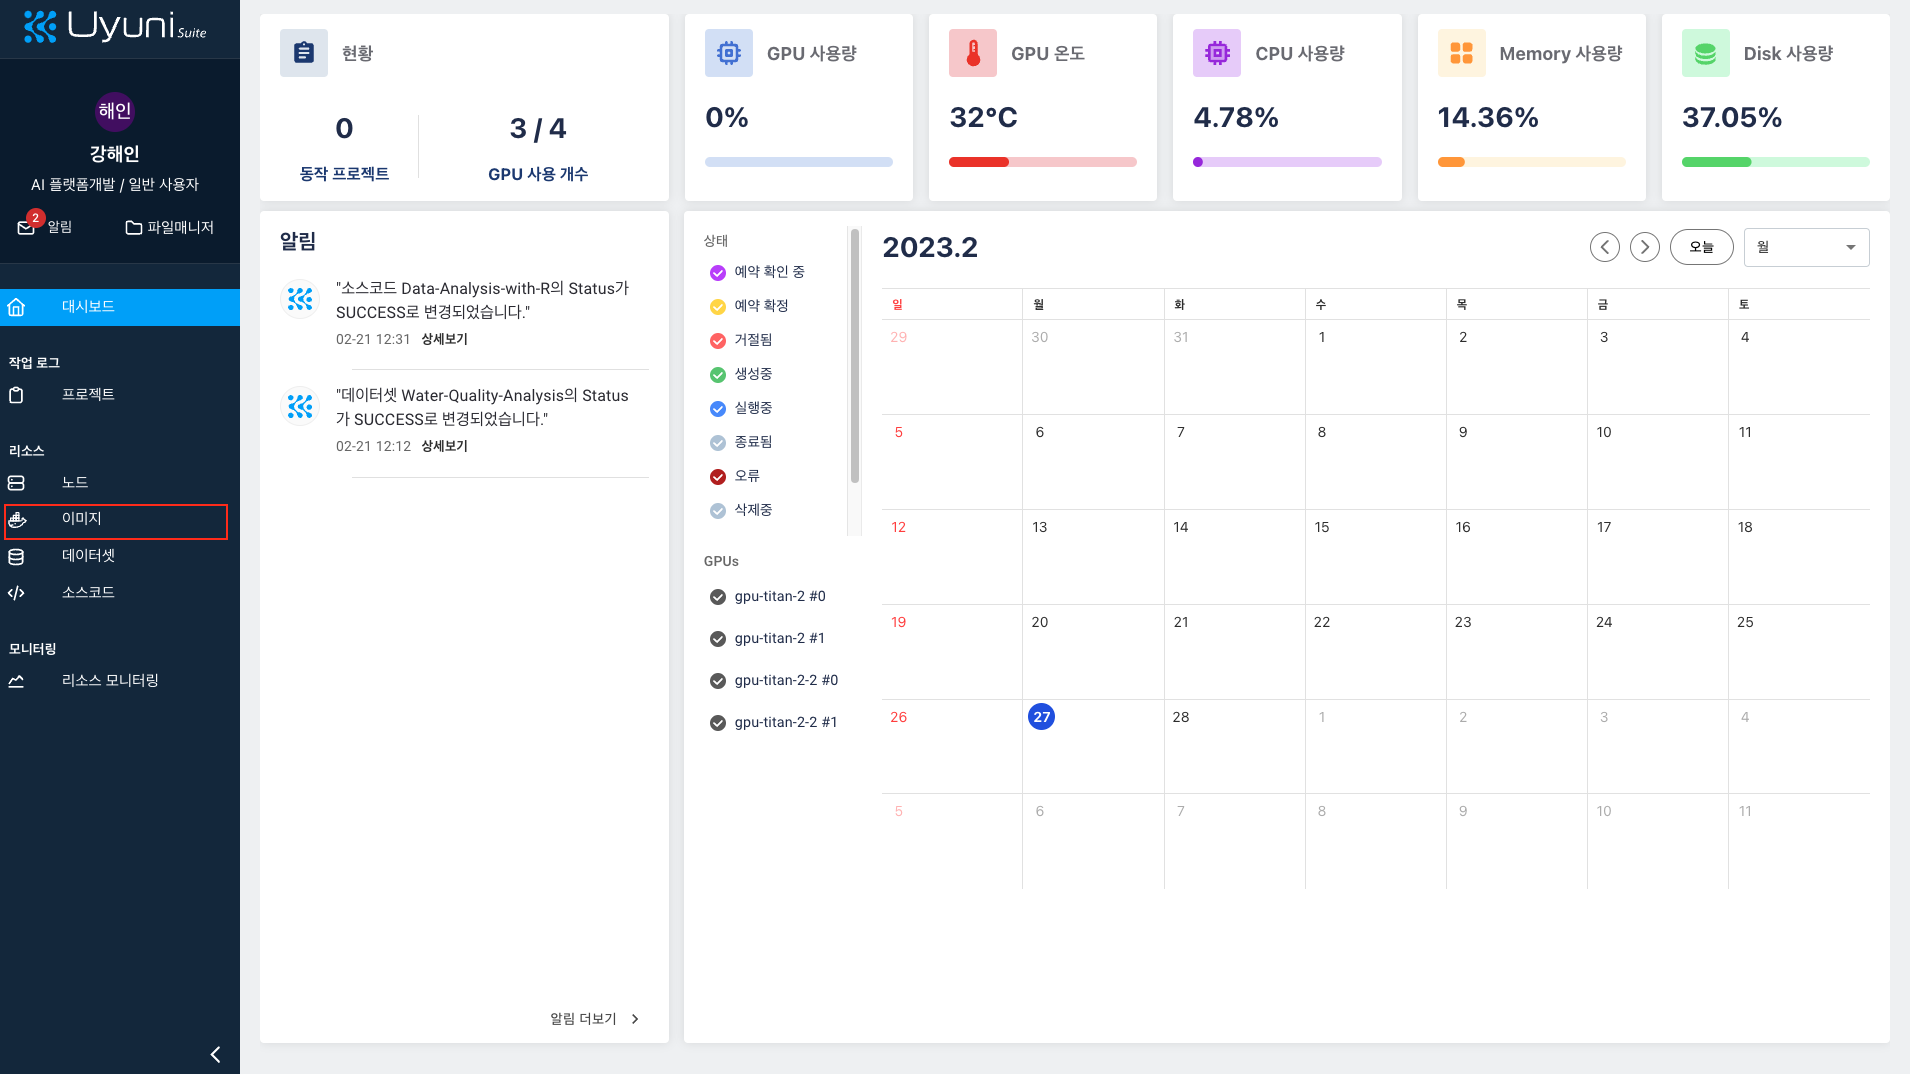 Uyuni Suite
해인
강해인
AI 플랫폼개발 / 일반 사용자
2
알림
파일매니저
대시보드
작업 로그
프로젝트
리소스
노드
이미지
데이터셋
소스코드
모니터링
리소스 모니터링
현황
0
동작 프로젝트
3 / 4
GPU 사용 개수
GPU 사용량
0%
GPU 온도
32°C
CPU 사용량
4.78%
Memory 사용량
14.36%
Disk 사용량
37.05%
알림
"소스코드 Data-Analysis-with-R의 Status가
SUCCESS로 변경되었습니다."
02-21 12:31 상세보기
"데이터셋 Water-Quality-Analysis의 Status
가 SUCCESS로 변경되었습니다."
02-21 12:12 상세보기
알림 더보기
상태
예약 확인 중
예약 확정
거절됨
생성중
실행중
종료됨
오류
삭제중
GPUs
gpu-titan-2 #0
gpu-titan-2 #1
gpu-titan-2-2 #0
gpu-titan-2-2 #1
2023.2
오늘
월
일 월 화 수 목 금 토
29 30 31 1 2 3 4
5 6 7 8 9 10 11
12 13 14 15 16 17 18
19 20 21 22 23 24 25
26 27 28 1 2 3 4
5 6 7 8 9 10 11